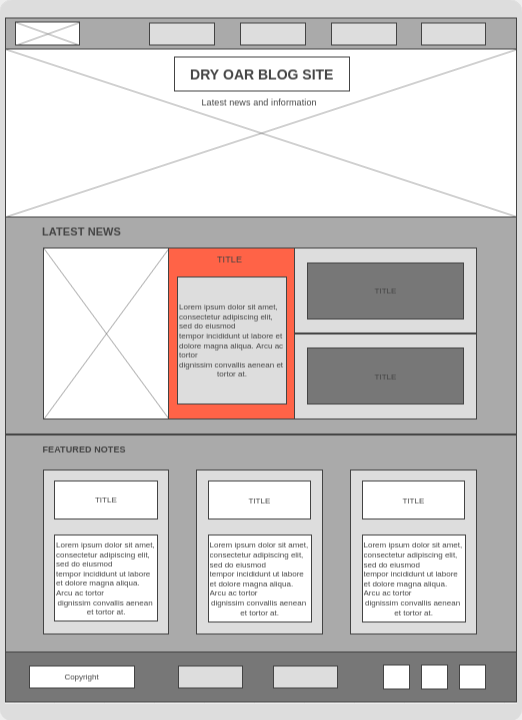 DRY OAR BLOG SITE
Latest news and information
LATEST NEWS
TITLE
Lorem ipsum dolor sit amet,
consectetur adipiscing elit,
sed do eiusmod
tempor incididunt ut labore et
dolore magna aliqua. Arcu ac
tortor
dignissim convallis aenean et
tortor at.
TITLE
TITLE
FEATURED NOTES
TITLE
Lorem ipsum dolor sit amet,
consectetur adipiscing elit,
sed do eiusmod
tempor incididunt ut labore
et dolore magna aliqua.
Arcu ac tortor
dignissim convallis aenean
et tortor at.
TITLE
Lorem ipsum dolor sit amet,
consectetur adipiscing elit,
sed do eiusmod
tempor incididunt ut labore
et dolore magna aliqua.
Arcu ac tortor
dignissim convallis aenean
et tortor at.
TITLE
Lorem ipsum dolor sit amet,
consectetur adipiscing elit,
sed do eiusmod
tempor incididunt ut labore
et dolore magna aliqua.
Arcu ac tortor
dignissim convallis aenean
et tortor at.
Copyright